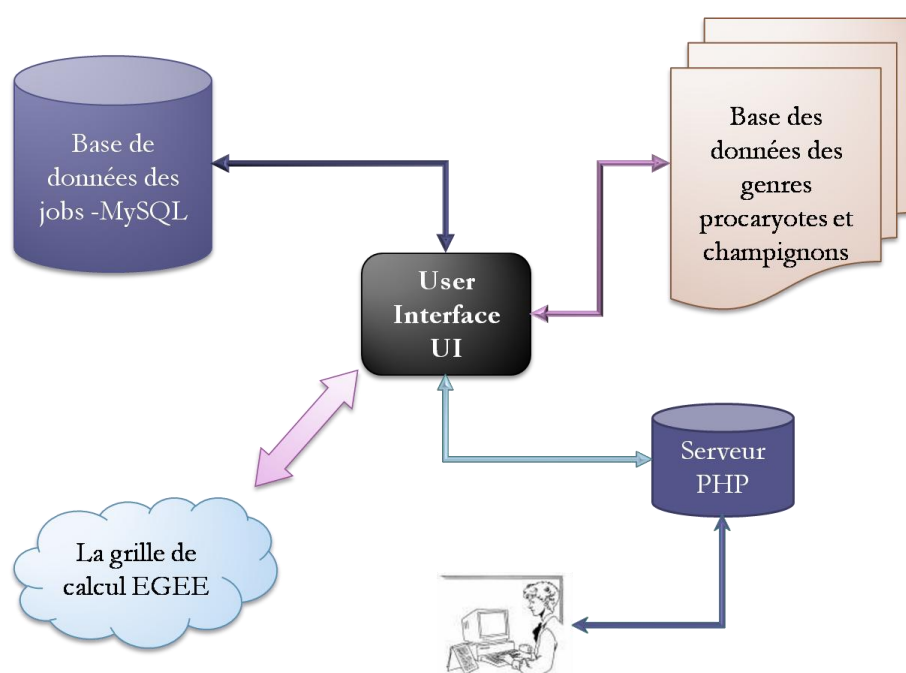 Base de
données des
jobs -MySQL
Base des
données des
genres
procaryotes et
champignons
User
Interface
UI
Serveur
PHP
La grille de
calcul EGEE